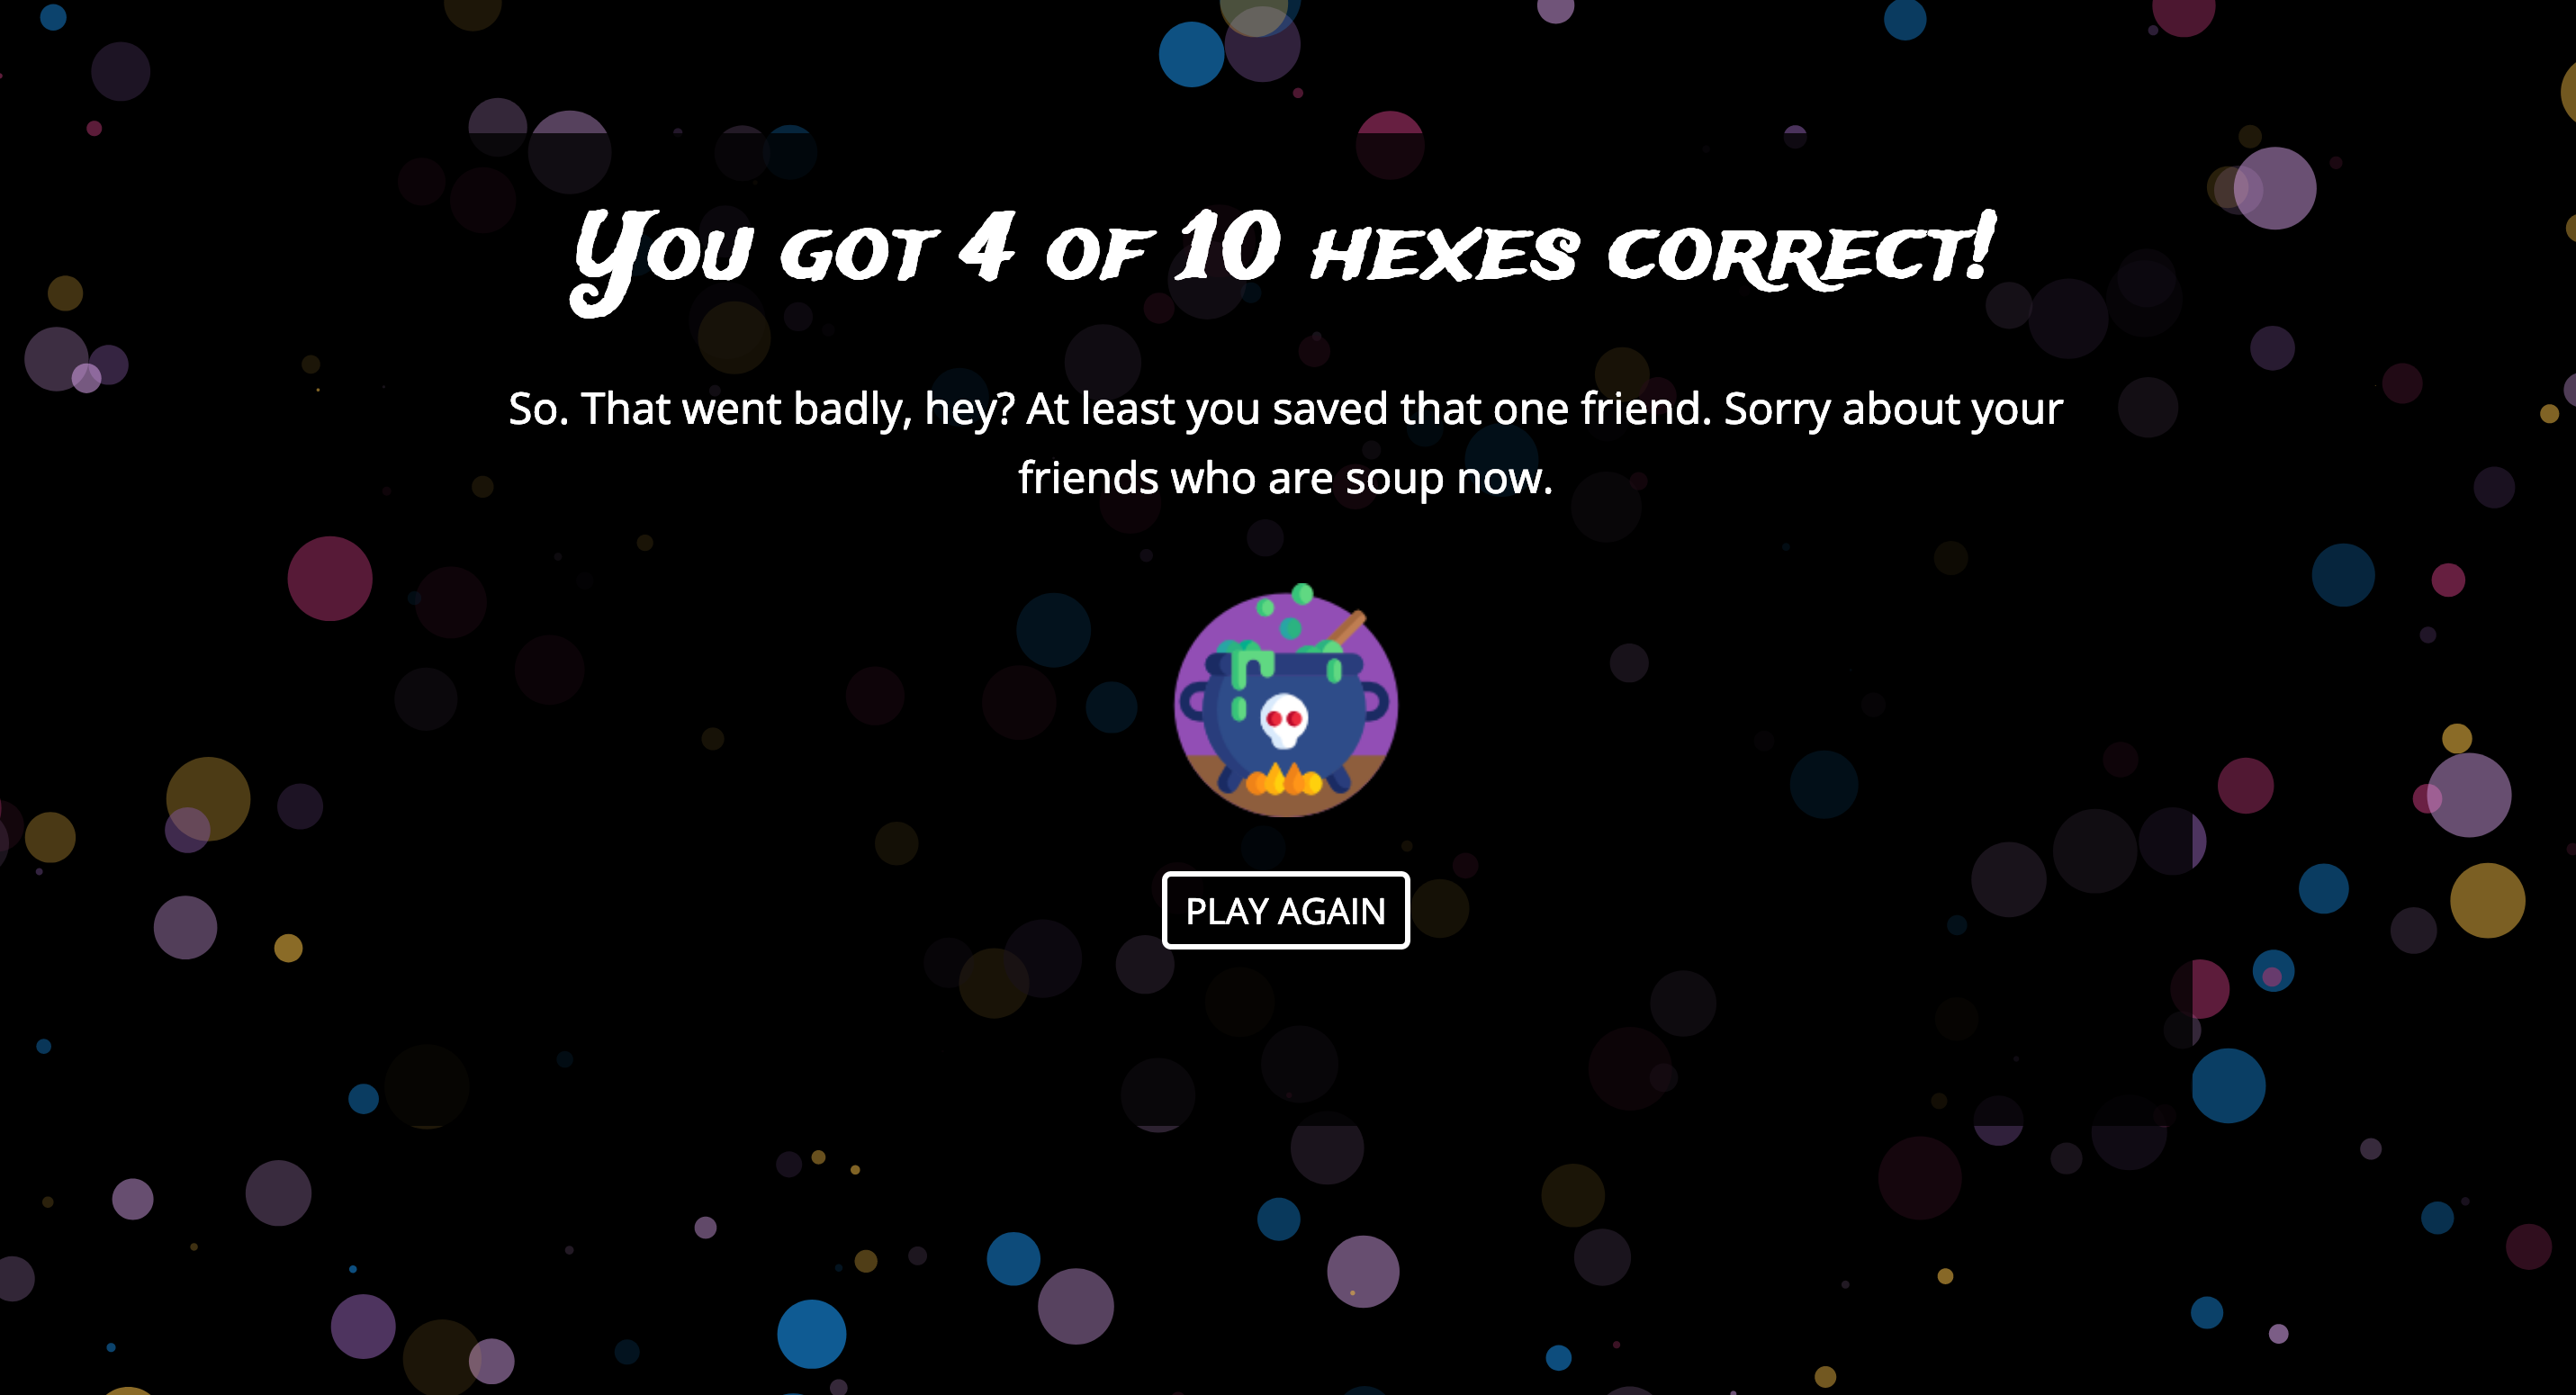 You got 4 of 10 hexes correct!
So. That went badly, hey? At least you saved that one friend. Sorry about your
friends who are soup now.
PLAY AGAIN